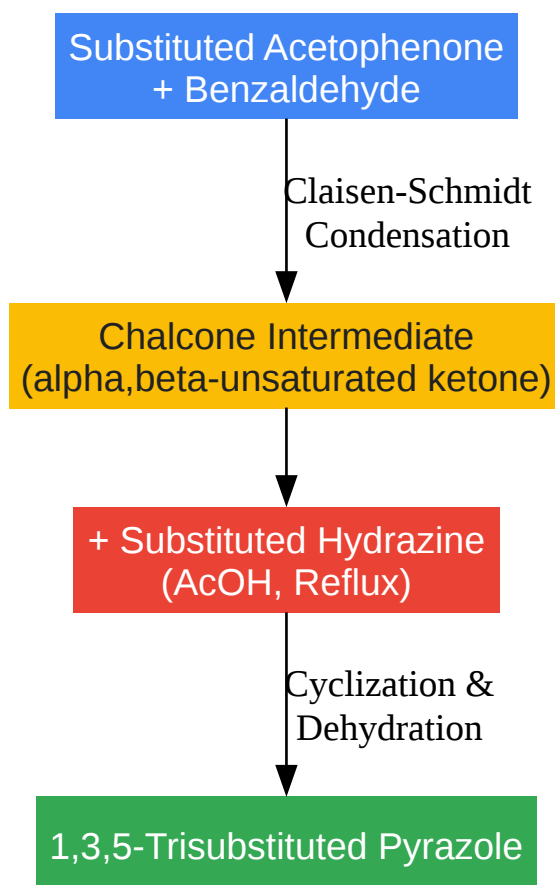 Substituted Acetophenone
+ Benzaldehyde
Claisen-Schmidt
Condensation
Chalcone Intermediate
(alpha,beta-unsaturated ketone)
+ Substituted Hydrazine
(AcOH, Reflux)
Cyclization &
Dehydration
1,3,5-Trisubstituted Pyrazole